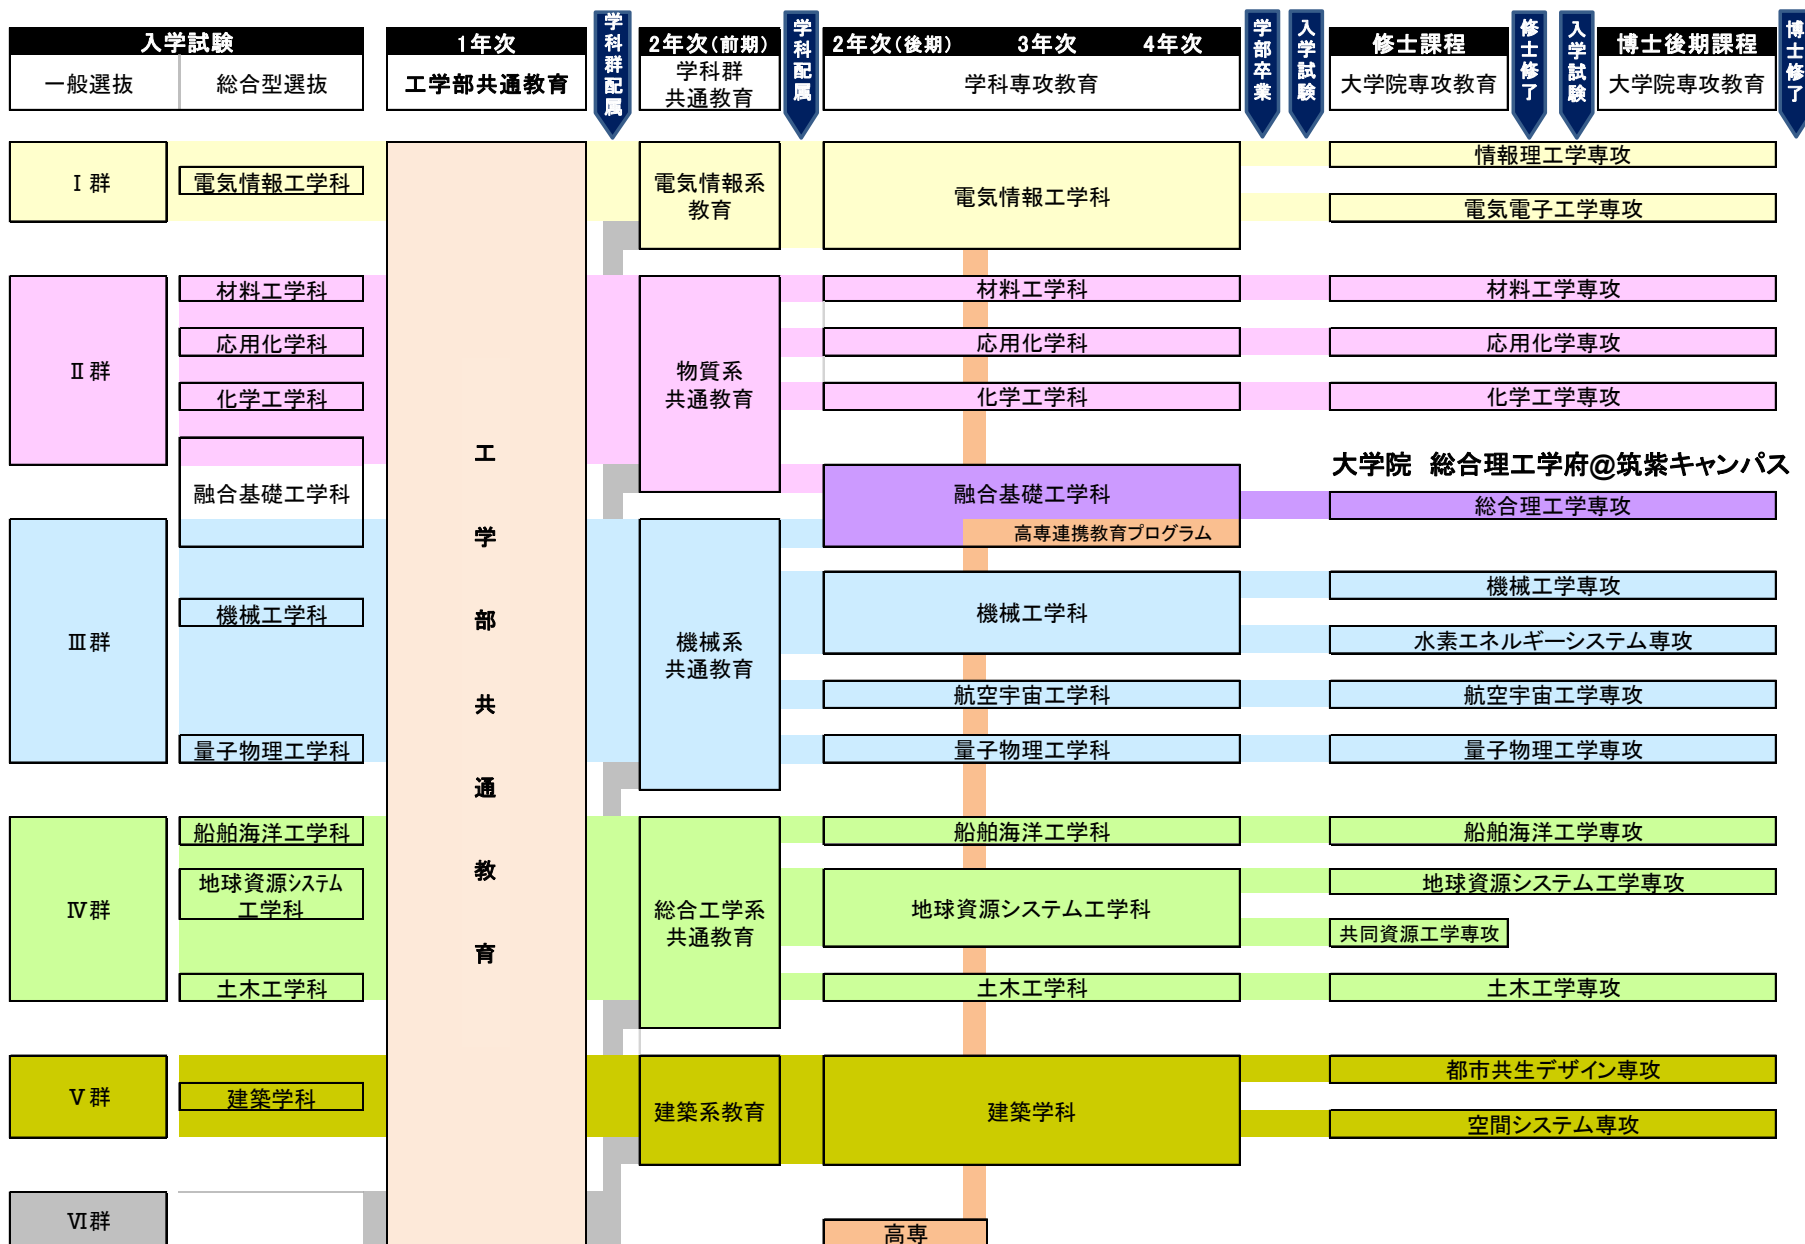 入学試験
一般選抜
総合型選抜
1年次
工学部共通教育
学科群配属
2年次(前期)
学科群
共通教育
学科配属
2年次(後期) 3年次 4年次
学科専攻教育
学部卒業
入学試験
修士課程
大学院専攻教育
修士修了
入学試験
博士後期課程
大学院専攻教育
博士修了
Ⅰ群
電気情報工学科
電気情報系
教育
電気情報工学科
情報理工学専攻
電気電子工学専攻
Ⅱ群
材料工学科
応用化学科
化学工学科
融合基礎工学科
物質系
共通教育
材料工学科
応用化学科
化学工学科
融合基礎工学科
高専連携教育プログラム
材料工学専攻
応用化学専攻
化学工学専攻
大学院 総合理工学府@筑紫キャンパス
総合理工学専攻
工学部共通教育
Ⅲ群
機械工学科
量子物理工学科
機械系
共通教育
機械工学科
航空宇宙工学科
量子物理工学科
機械工学専攻
水素エネルギーシステム専攻
航空宇宙工学専攻
量子物理工学専攻
Ⅳ群
船舶海洋工学科
地球資源システム
工学科
土木工学科
総合工学系
共通教育
船舶海洋工学科
地球資源システム工学科
土木工学科
船舶海洋工学専攻
地球資源システム工学専攻
共同資源工学専攻
土木工学専攻
Ⅴ群
建築学科
建築系教育
建築学科
都市共生デザイン専攻
空間システム専攻
Ⅵ群
高専